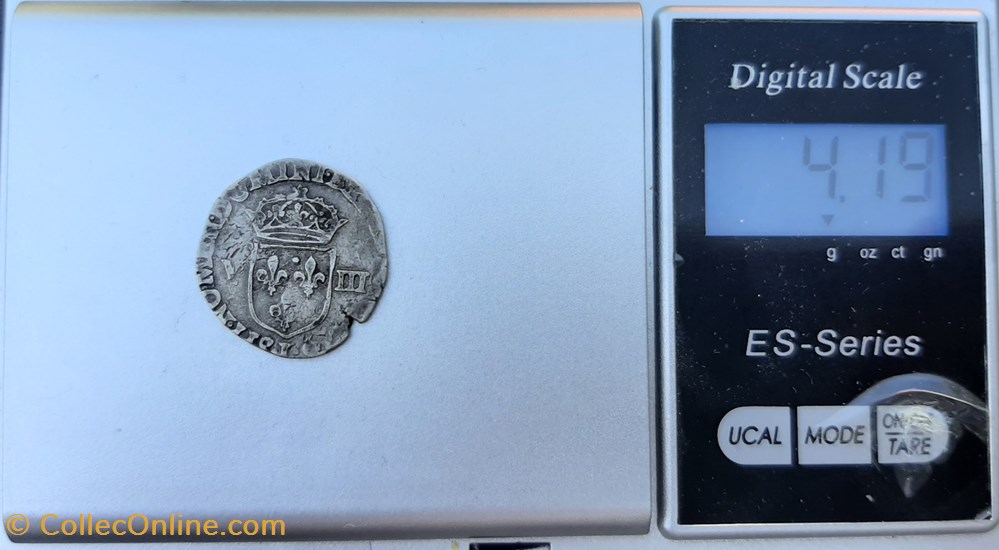 Digital Scale
4.19
g oz ct gn
ES-Series
UCAL MODE
TARE
III
© CollecOnline.com